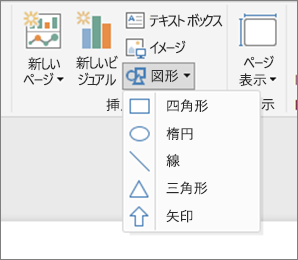 新しい
ページ
新しいビ
ジュアル
テキスト ボックス
イメージ
図形
ページ
表示
挿
示
四角形
楕円
線
三角形
矢印